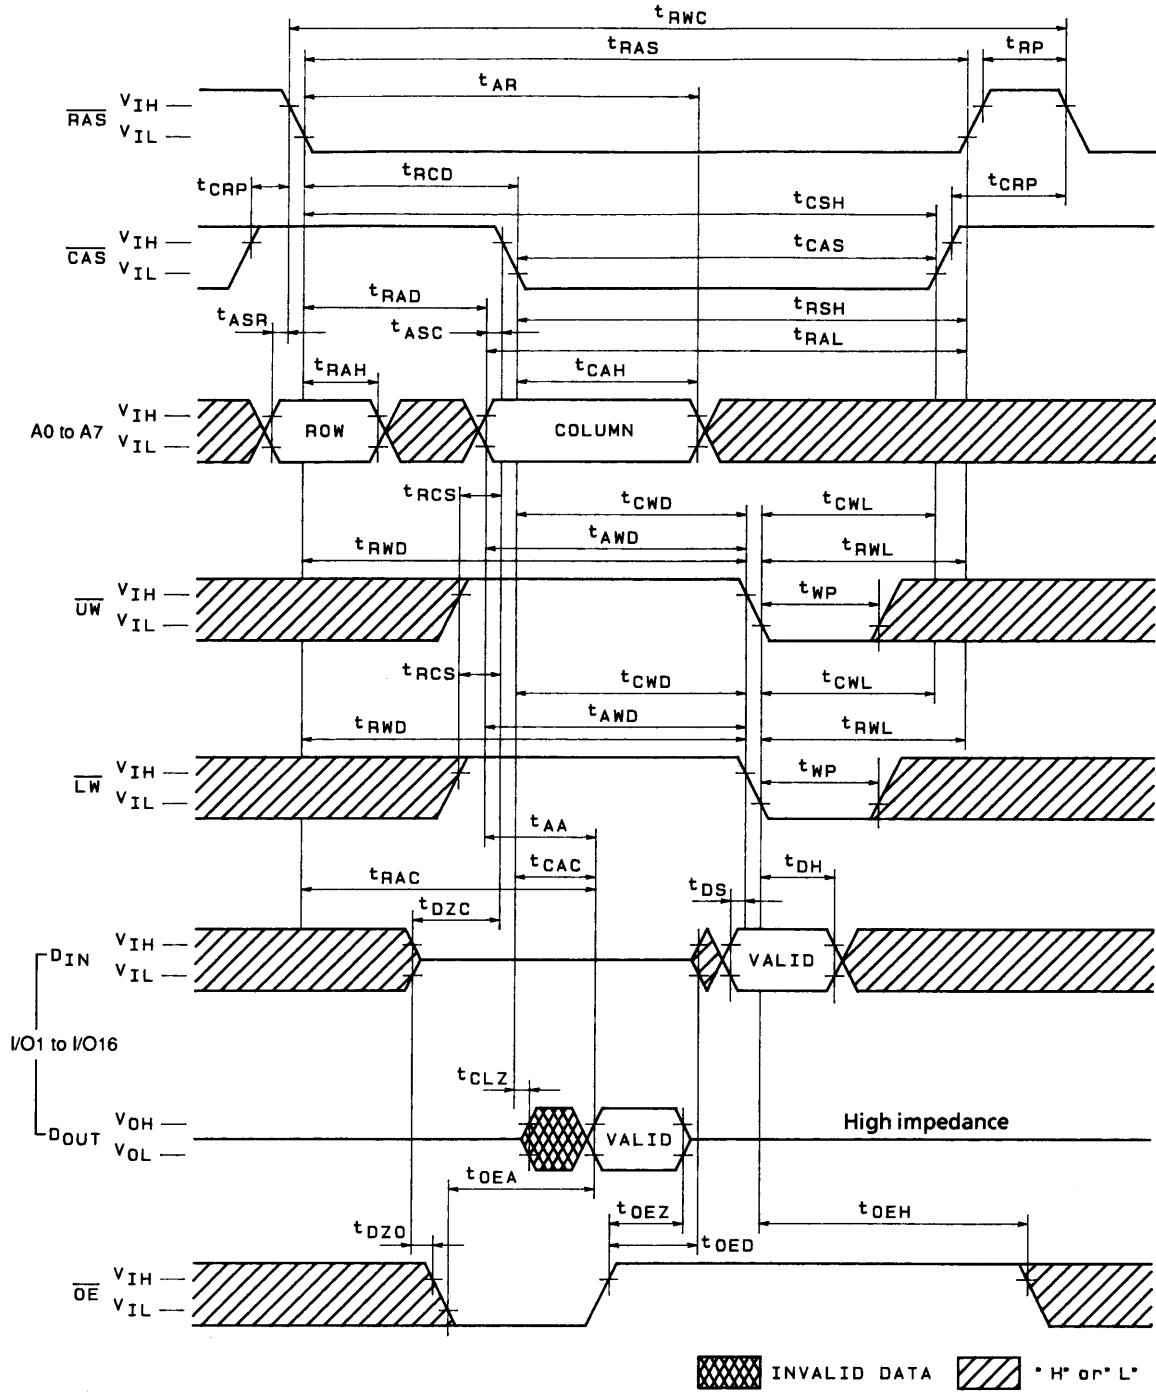 tRWC
tRAS
tRP
tAR
RAS
VIH
VIL
tCRP
tRCD
tCRP
tCSH
CAS
VIH
VIL
tCAS
tRAD
tRSH
tASR
tASC
tRAL
tRAH
tCAH
A0 to A7
VIH
VIL
ROW
COLUMN
tRCS
tCWD
tCWL
tRWD
tAWD
tRWL
UW
VIH
VIL
tWP
tRCS
tCWD
tCWL
tRWD
tAWD
tRWL
LW
VIH
VIL
tWP
tAA
tCAC
tDH
tRAC
tDS
tDZC
DIN
VIH
VIL
VALID
I/O1 to I/O16
tCLZ
DOUT
VOH
VOL
VALID
High impedance
tOEA
tOEZ
tOEH
tDZO
tOED
OE
VIH
VIL
INVALID DATA
"H" or "L"